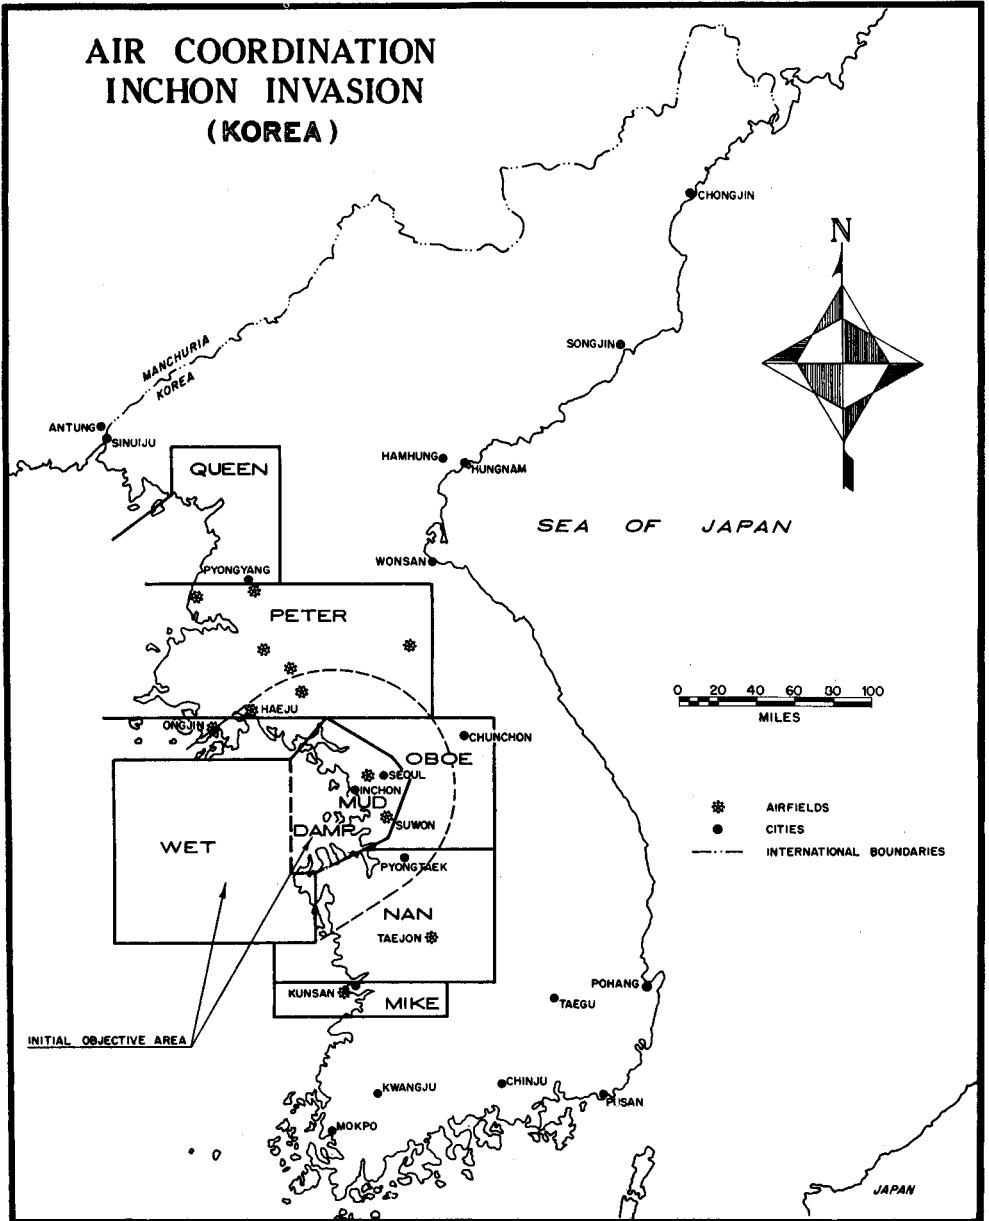 AIR COORDINATION
INCHON INVASION
(KOREA)
CHONGJIN
N
SONGJIN
MANCHURIA
KOREA
ANTUNG
SINUIJU
QUEEN
HAMHUNG
HUNGNAM
SEA OF JAPAN
WONSAN
PYONGYANG
PETER
0 20 40 60 80 100
MILES
HAEJU
ONGJIN
CHUNCHON
OBOE
SEOUL
INCHON
MUD
SUWON
DAMP
WET
PYONGTAEK
NAN
TAEJON
KUNSAN
MIKE
POHANG
TAEGU
AIRFIELDS
CITIES
INTERNATIONAL BOUNDARIES
INITIAL OBJECTIVE AREA
KWANGJU
CHINJU
PUSAN
MOKPO
JAPAN